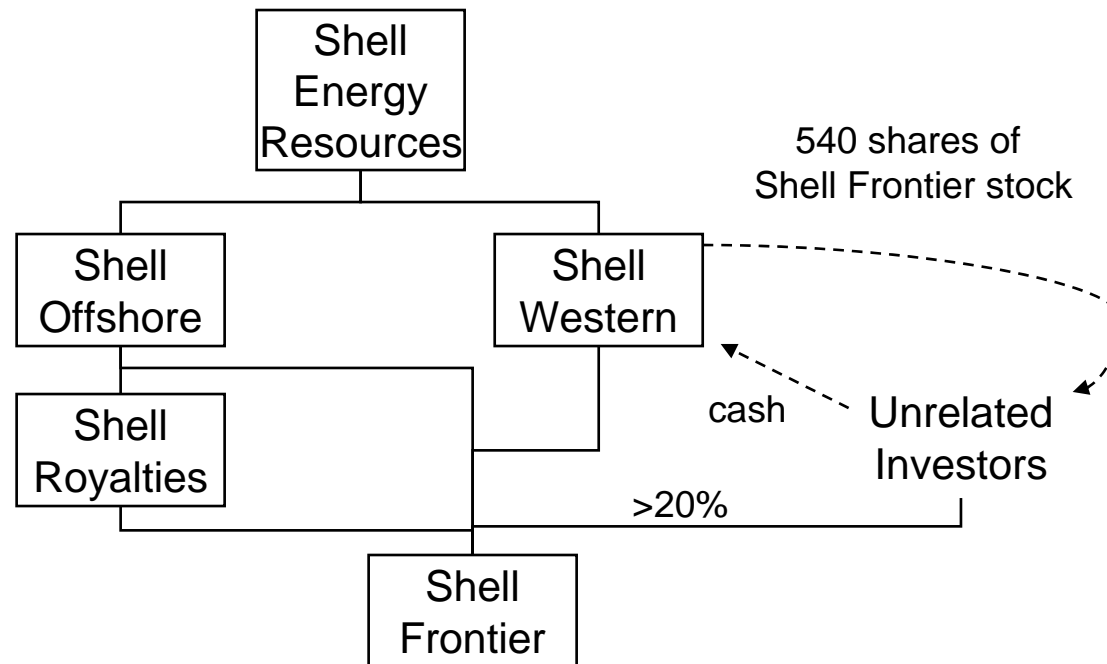 Shell
Energy
Resources
540 shares of
Shell Frontier stock
Shell
Offshore
Shell
Western
cash
Unrelated
Investors
Shell
Royalties
>20%
Shell
Frontier